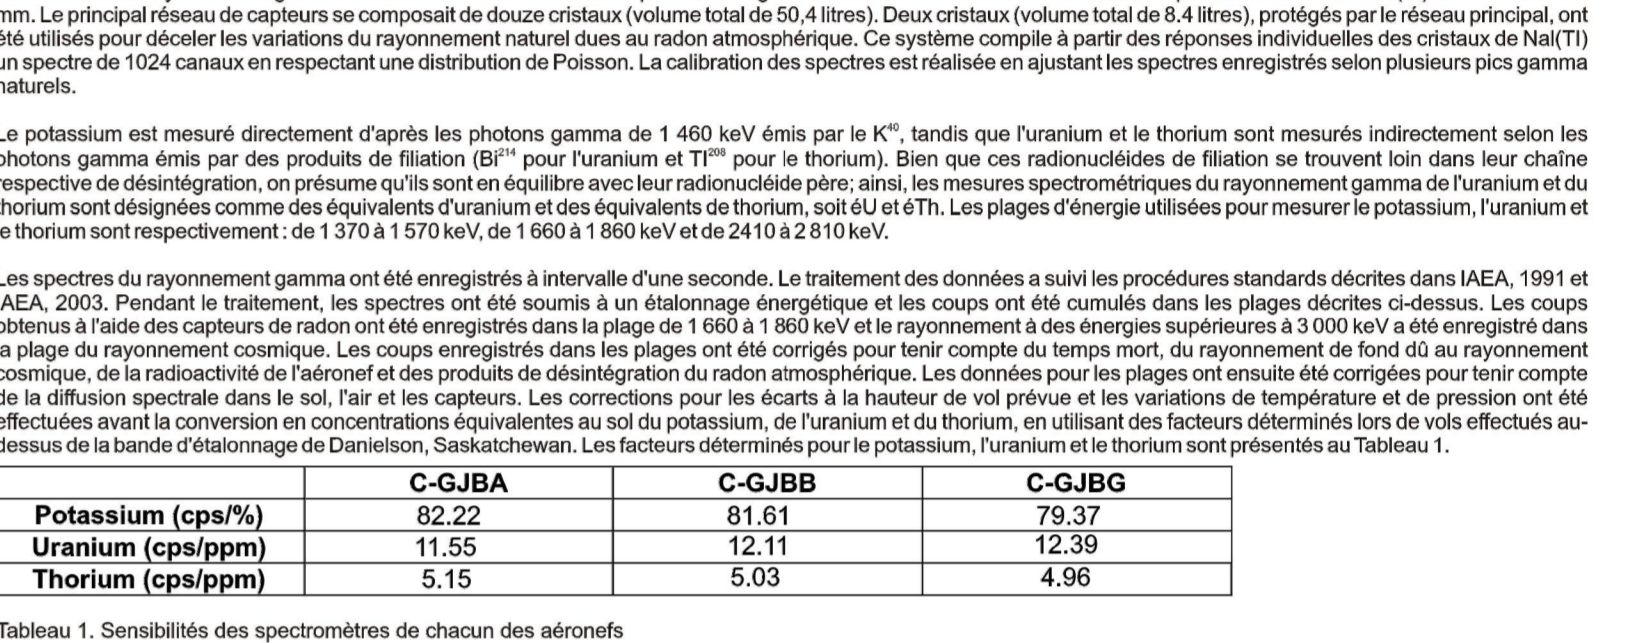 mm. Le principal réseau de capteurs se composait de douze cristaux (volume total de 50,4 litres). Deux cristaux (volume total de 8.4 litres), protégés par le réseau principal, ont
été utilisés pour déceler les variations du rayonnement naturel dues au radon atmosphérique. Ce système compile à partir des réponses individuelles des cristaux de NaI(Tl)
un spectre de 1024 canaux en respectant une distribution de Poisson. La calibration des spectres est réalisée en ajustant les spectres enregistrés selon plusieurs pics gamma
naturels.
Le potassium est mesuré directement d'après les photons gamma de 1 460 keV émis par le K⁴⁰, tandis que l'uranium et le thorium sont mesurés indirectement selon les
photons gamma émis par des produits de filiation (Bi²¹⁴ pour l'uranium et Tl²⁰⁸ pour le thorium). Bien que ces radionucléides de filiation se trouvent loin dans leur chaîne
respective de désintégration, on présume qu'ils sont en équilibre avec leur radionucléide père; ainsi, les mesures spectrométriques du rayonnement gamma de l'uranium et du
thorium sont désignées comme des équivalents d'uranium et des équivalents de thorium, soit éU et éTh. Les plages d'énergie utilisées pour mesurer le potassium, l'uranium et
le thorium sont respectivement : de 1 370 à 1 570 keV, de 1 660 à 1 860 keV et de 2410 à 2 810 keV.
Les spectres du rayonnement gamma ont été enregistrés à intervalle d'une seconde. Le traitement des données a suivi les procédures standards décrites dans IAEA, 1991 et
IAEA, 2003. Pendant le traitement, les spectres ont été soumis à un étalonnage énergétique et les coups ont été cumulés dans les plages décrites ci-dessus. Les coups
obtenus à l'aide des capteurs de radon ont été enregistrés dans la plage de 1 660 à 1 860 keV et le rayonnement à des énergies supérieures à 3 000 keV a été enregistré dans
la plage du rayonnement cosmique. Les coups enregistrés dans les plages ont été corrigés pour tenir compte du temps mort, du rayonnement de fond dû au rayonnement
cosmique, de la radioactivité de l'aéronef et des produits de désintégration du radon atmosphérique. Les données pour les plages ont ensuite été corrigées pour tenir compte
de la diffusion spectrale dans le sol, l'air et les capteurs. Les corrections pour les écarts à la hauteur de vol prévue et les variations de température et de pression ont été
effectuées avant la conversion en concentrations équivalentes au sol du potassium, de l'uranium et du thorium, en utilisant des facteurs déterminés lors de vols effectués au-
dessus de la bande d'étalonnage de Danielson, Saskatchewan. Les facteurs déterminés pour le potassium, l'uranium et le thorium sont présentés au Tableau 1.
C-GJBA C-GJBB C-GJBG
Potassium (cps/%) 82.22 81.61 79.37
Uranium (cps/ppm) 11.55 12.11 12.39
Thorium (cps/ppm) 5.15 5.03 4.96
Tableau 1. Sensibilités des spectromètres de chacun des aéronefs